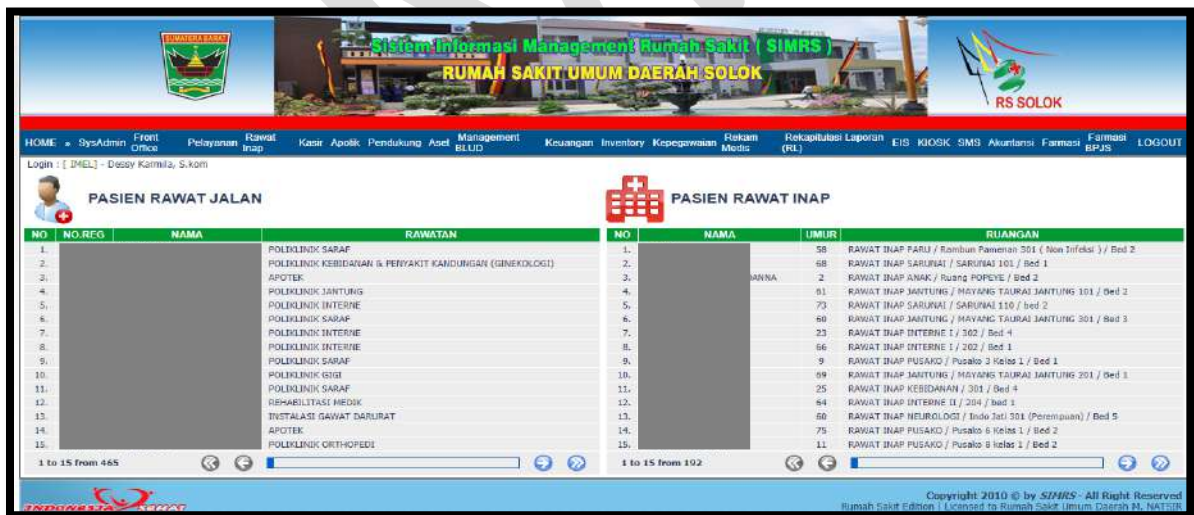 SUMATERA BARAT
Sistem Informasi Management Rumah Sakit ( SIMRS )
RUMAH SAKIT UMUM DAERAH SOLOK
RS SOLOK
HOME SysAdmin Front Office Pelayanan Rawat Inap Kasir Apotik Pendukung Aset Management BLUD Keuangan Inventory Kepegawaian Rekam Medis Rekapitulasi Laporan (RL) EIS KIOSK SMS Akuntansi Farmasi Farmasi BPJS LOGOUT
Login : [ IMEL] - Dessy Karmila, S.kom
PASIEN RAWAT JALAN
NO NO.REG NAMA RAWATAN
1. POLIKLINIK SARAF
2. POLIKLINIK KEBIDANAN & PENYAKIT KANDUNGAN (GINEKOLOGI)
3. APOTEK
4. POLIKLINIK JANTUNG
5. POLIKLINIK INTERNE
6. POLIKLINIK SARAF
7. POLIKLINIK INTERNE
8. POLIKLINIK INTERNE
9. POLIKLINIK SARAF
10. POLIKLINIK GIGI
11. POLIKLINIK SARAF
12. REHABILITASI MEDIK
13. INSTALASI GAWAT DARURAT
14. APOTEK
15. POLIKLINIK ORTHOPEDI
1 to 15 from 465
PASIEN RAWAT INAP
NO NAMA UMUR RUANGAN
1. 58 RAWAT INAP PARU / Rambun Pamenan 301 ( Non Infeksi ) / Bed 2
2. 68 RAWAT INAP SARUNAI / SARUNAI 101 / Bed 1
3. 2 RAWAT INAP ANAK / Ruang POPEYE / Bed 2
4. 61 RAWAT INAP JANTUNG / MAYANG TAURAI JANTUNG 101 / Bed 2
5. 73 RAWAT INAP SARUNAI / SARUNAI 110 / bed 2
6. 60 RAWAT INAP JANTUNG / MAYANG TAURAI JANTUNG 301 / Bed 3
7. 23 RAWAT INAP INTERNE I / 302 / Bed 4
8. 66 RAWAT INAP INTERNE I / 202 / Bed 1
9. 9 RAWAT INAP PUSAKO / Pusako 3 Kelas 1 / Bed 1
10. 69 RAWAT INAP JANTUNG / MAYANG TAURAI JANTUNG 201 / Bed 1
11. 25 RAWAT INAP KEBIDANAN / 301 / Bed 4
12. 64 RAWAT INAP INTERNE II / 204 / bed 1
13. 60 RAWAT INAP NEUROLOGI / Indo Jati 301 (Perempuan) / Bed 5
14. 75 RAWAT INAP PUSAKO / Pusako 6 Kelas 1 / Bed 2
15. 11 RAWAT INAP PUSAKO / Pusako 8 kelas 1 / Bed 2
1 to 15 from 192
INDONESIA SEHAT
Copyright 2010 © by SIMRS - All Right Reserved
Rumah Sakit Edition | Licensed to Rumah Sakit Umum Daerah M. NATSIR